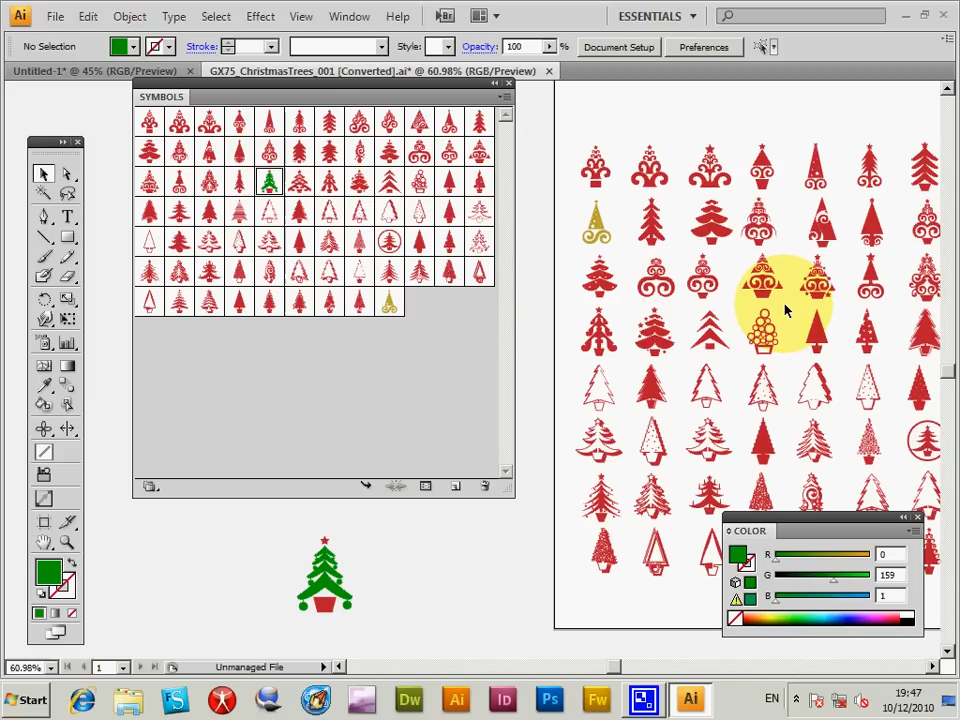 Ai File Edit Object Type Select Effect View Window Help Br ESSENTIALS
No Selection Stroke: Style: Opacity: 100 % Document Setup Preferences
Untitled-1* @ 45% (RGB/Preview) GX75_ChristmasTrees_001 [Converted].ai* @ 60.98% (RGB/Preview)
SYMBOLS
T
COLOR
R 0
G 159
B 1
60.98% 1 Unmanaged File
Start S Dw Ai Id Ps Fw Ai EN 19:47
10/12/2010